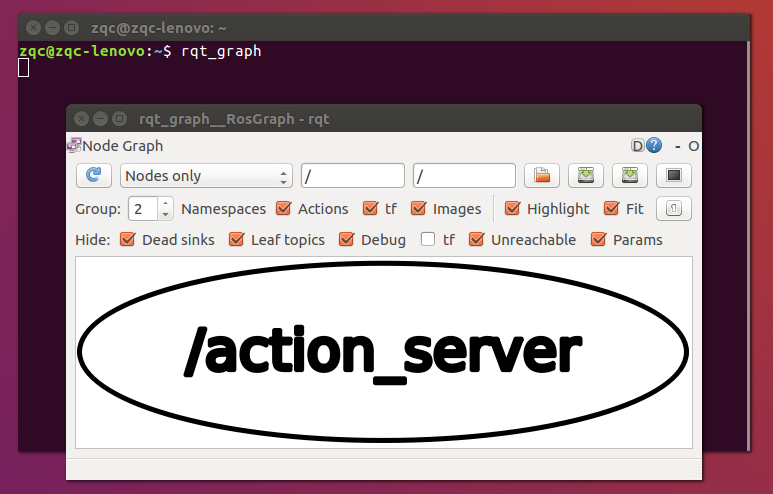 zqc@zqc-lenovo: ~
zqc@zqc-lenovo:~$ rqt_graph
rqt_graph__RosGraph - rqt
Node Graph D ? - O
Nodes only / /
Group: 2 Namespaces Actions tf Images Highlight Fit
Hide: Dead sinks Leaf topics Debug tf Unreachable Params
/action_server